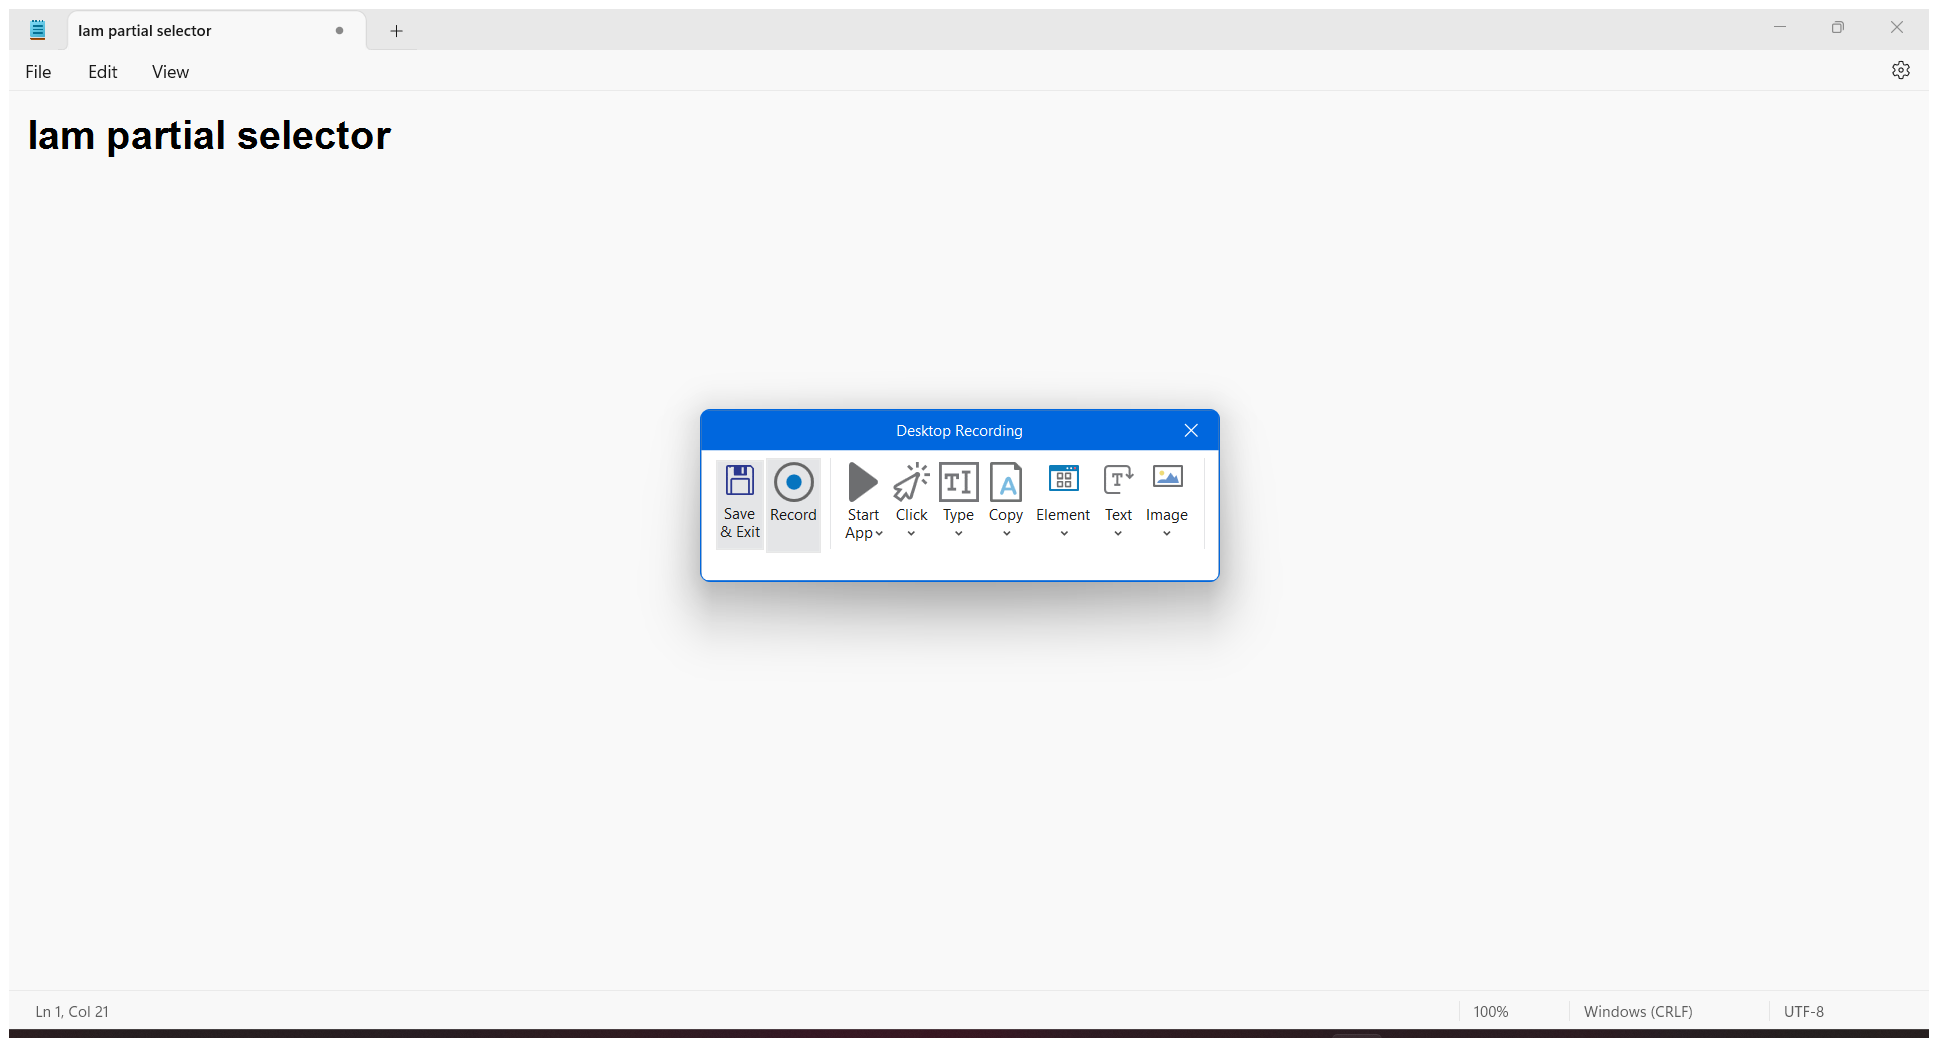 Iam partial selector
File Edit View
Iam partial selector
Desktop Recording
Save & Exit
Record
Start App
Click
Type
Copy
Element
Text
Image
Ln 1, Col 21
100%
Windows (CRLF)
UTF-8